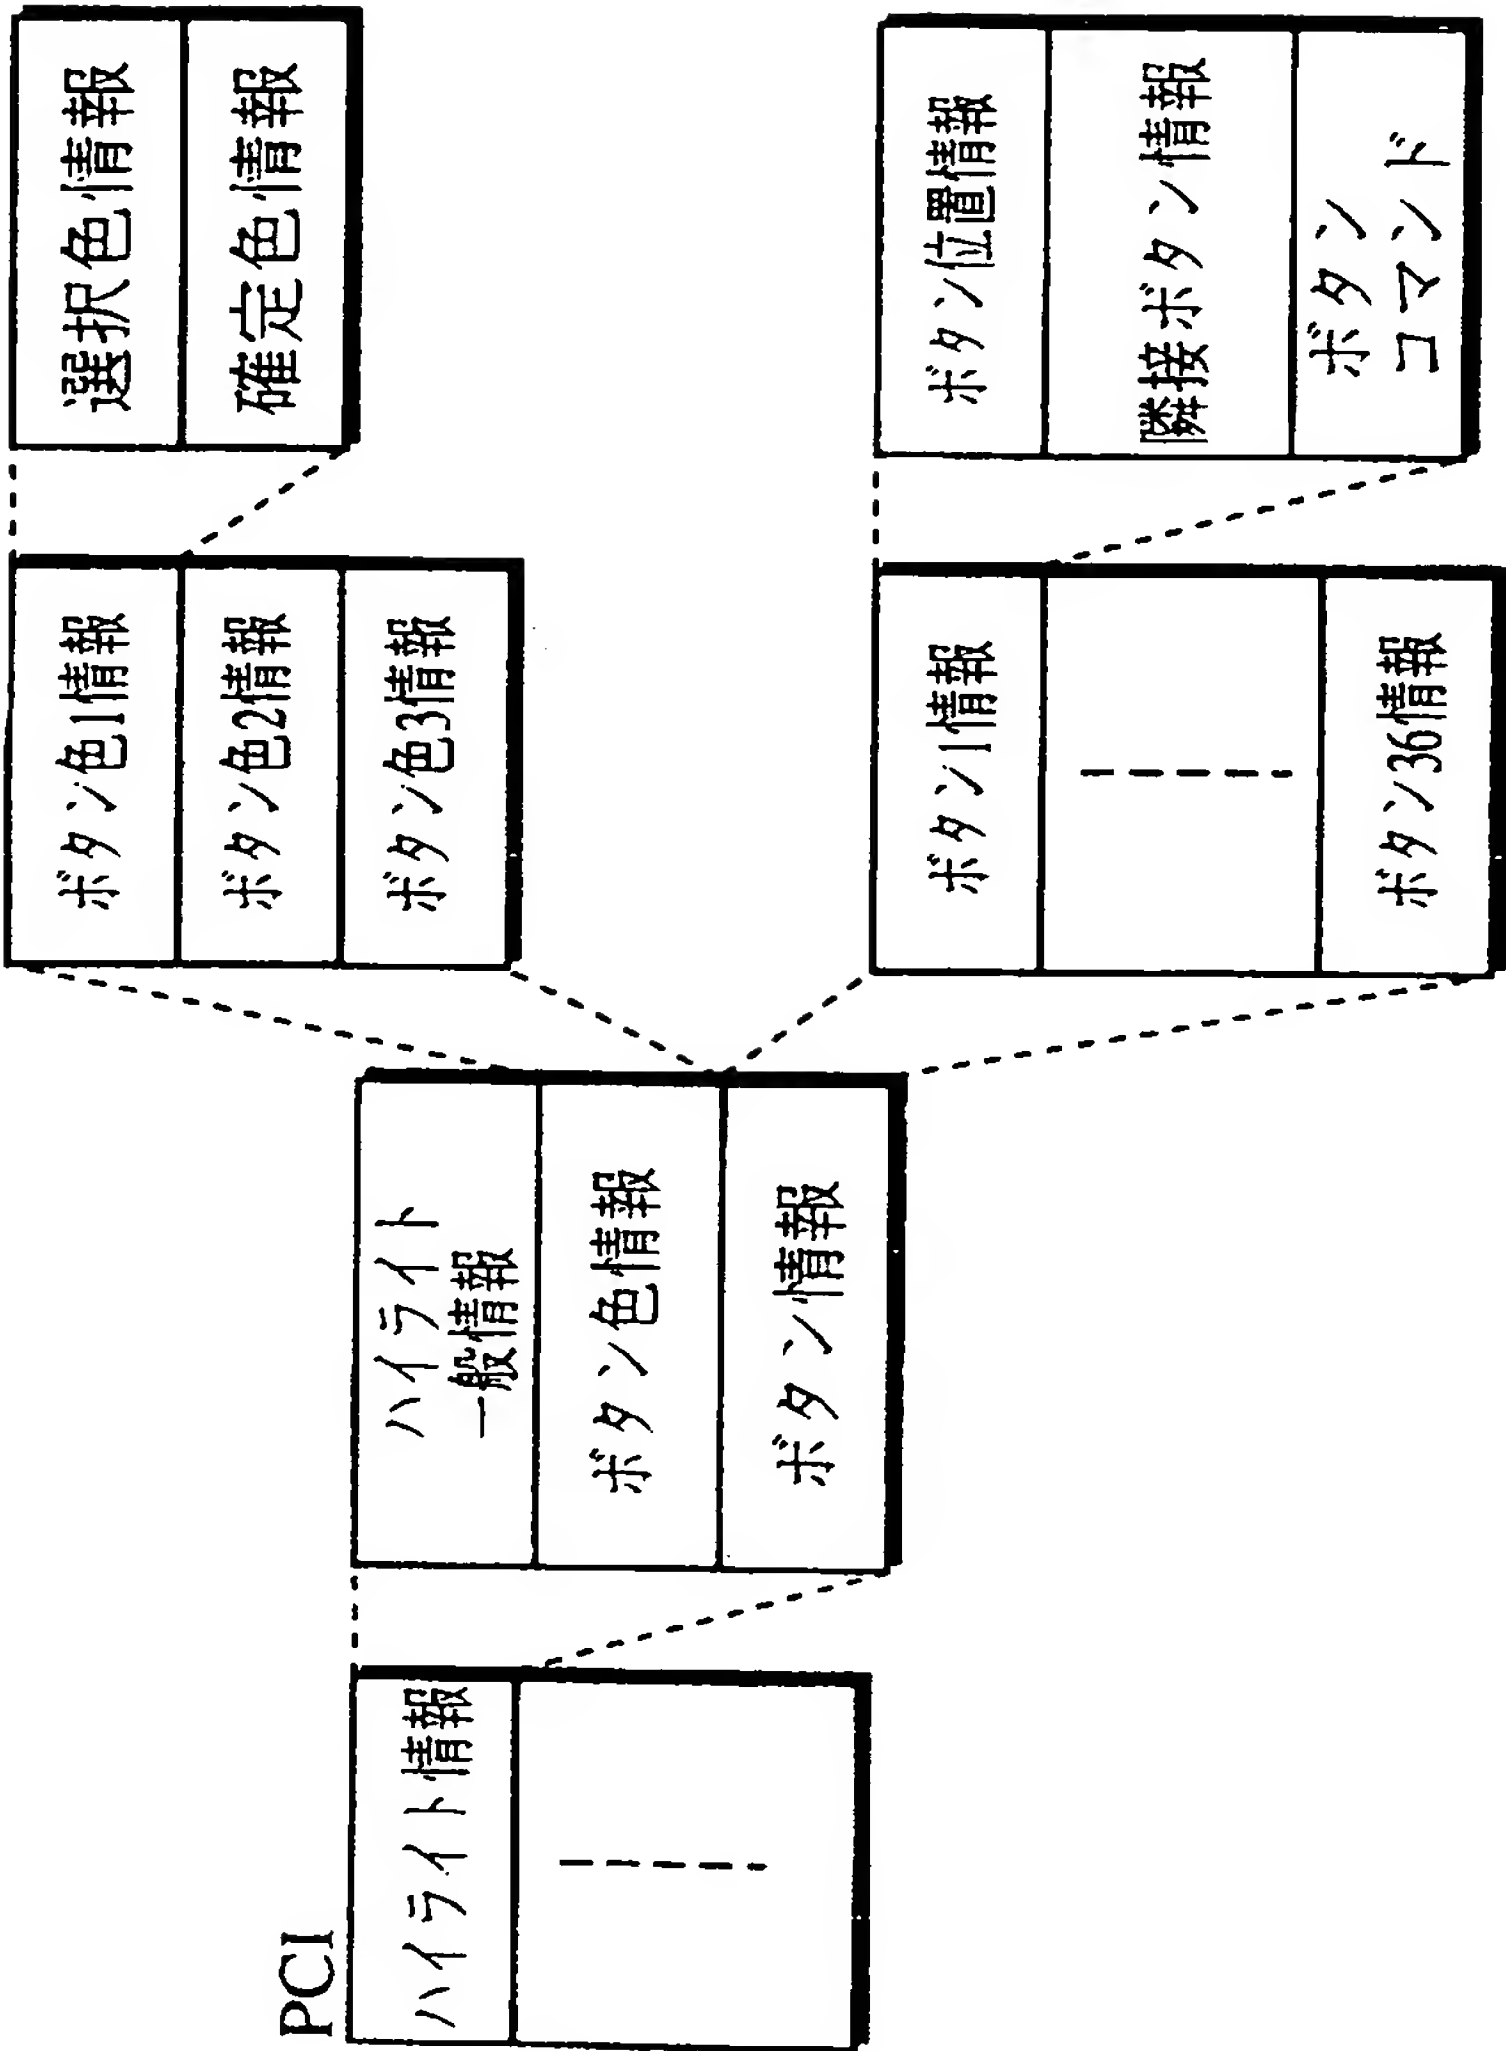 PCI
ハイライト情報
ハイライト
一般情報
ボタン色情報
ボタン情報
ボタン色1情報
ボタン色2情報
ボタン色3情報
選択色情報
確定色情報
ボタン1情報
ボタン36情報
ボタン位置情報
隣接ボタン情報
ボタン
コマンド